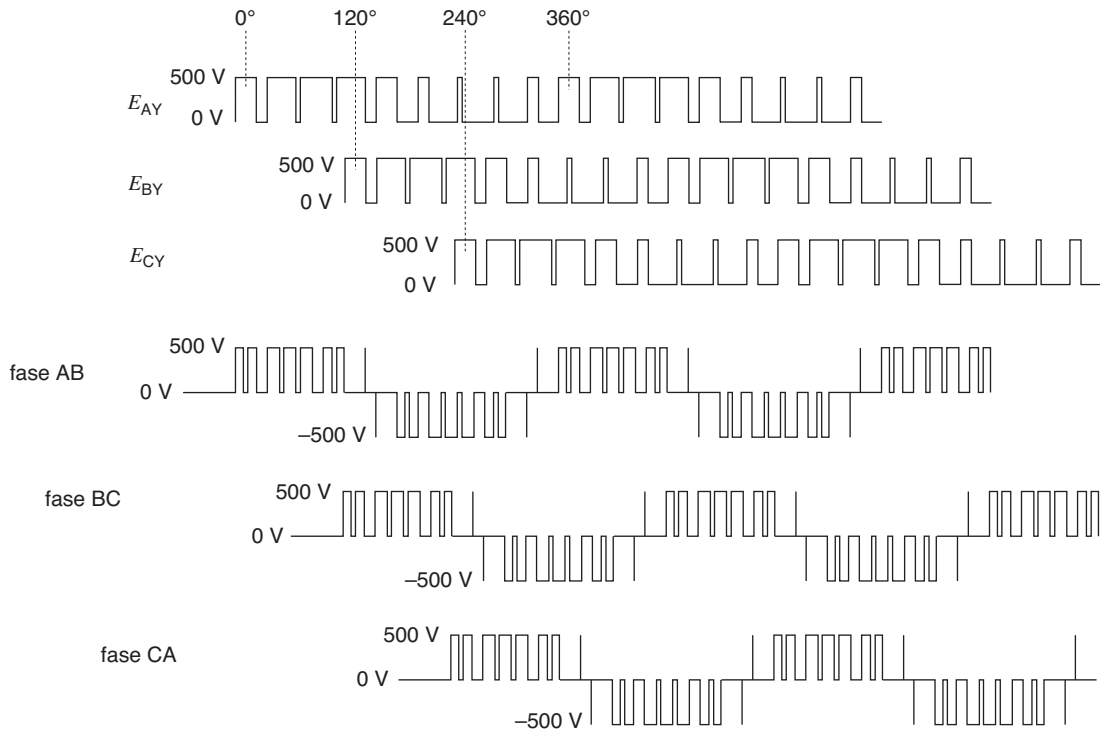 0° 120° 240° 360°
500 V
E_AY
0 V
500 V
E_BY
0 V
500 V
E_CY
0 V
500 V
fase AB
0 V
–500 V
500 V
fase BC
0 V
–500 V
500 V
fase CA
0 V
–500 V